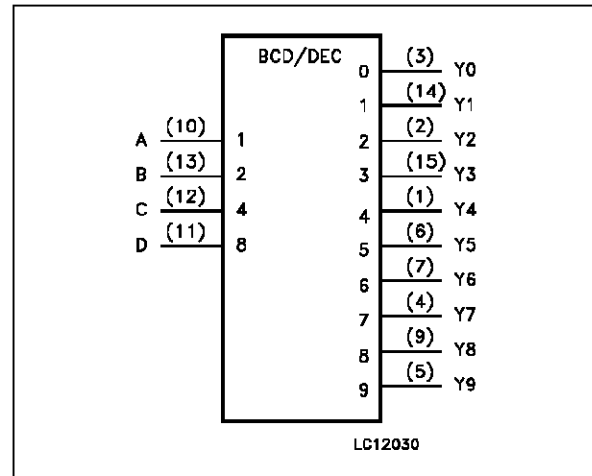 BCD/DEC
0 (3) Y0
1 (14) Y1
A (10) 1 2 (2) Y2
B (13) 2 3 (15) Y3
C (12) 4 4 (1) Y4
D (11) 8 5 (6) Y5
6 (7) Y6
7 (4) Y7
8 (9) Y8
9 (5) Y9
LC12030